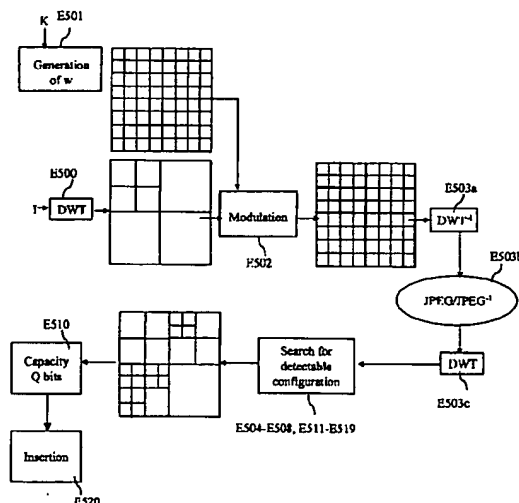 K
E501
Generation
of w
E500
I
DWT
Modulation
E502
E503a
DWT⁻¹
E503b
JPEG/JPEG⁻¹
E510
Capacity
Q bits
Search for
detectable
configuration
DWT
E503c
E504-E508, E511-E519
Insertion
E520